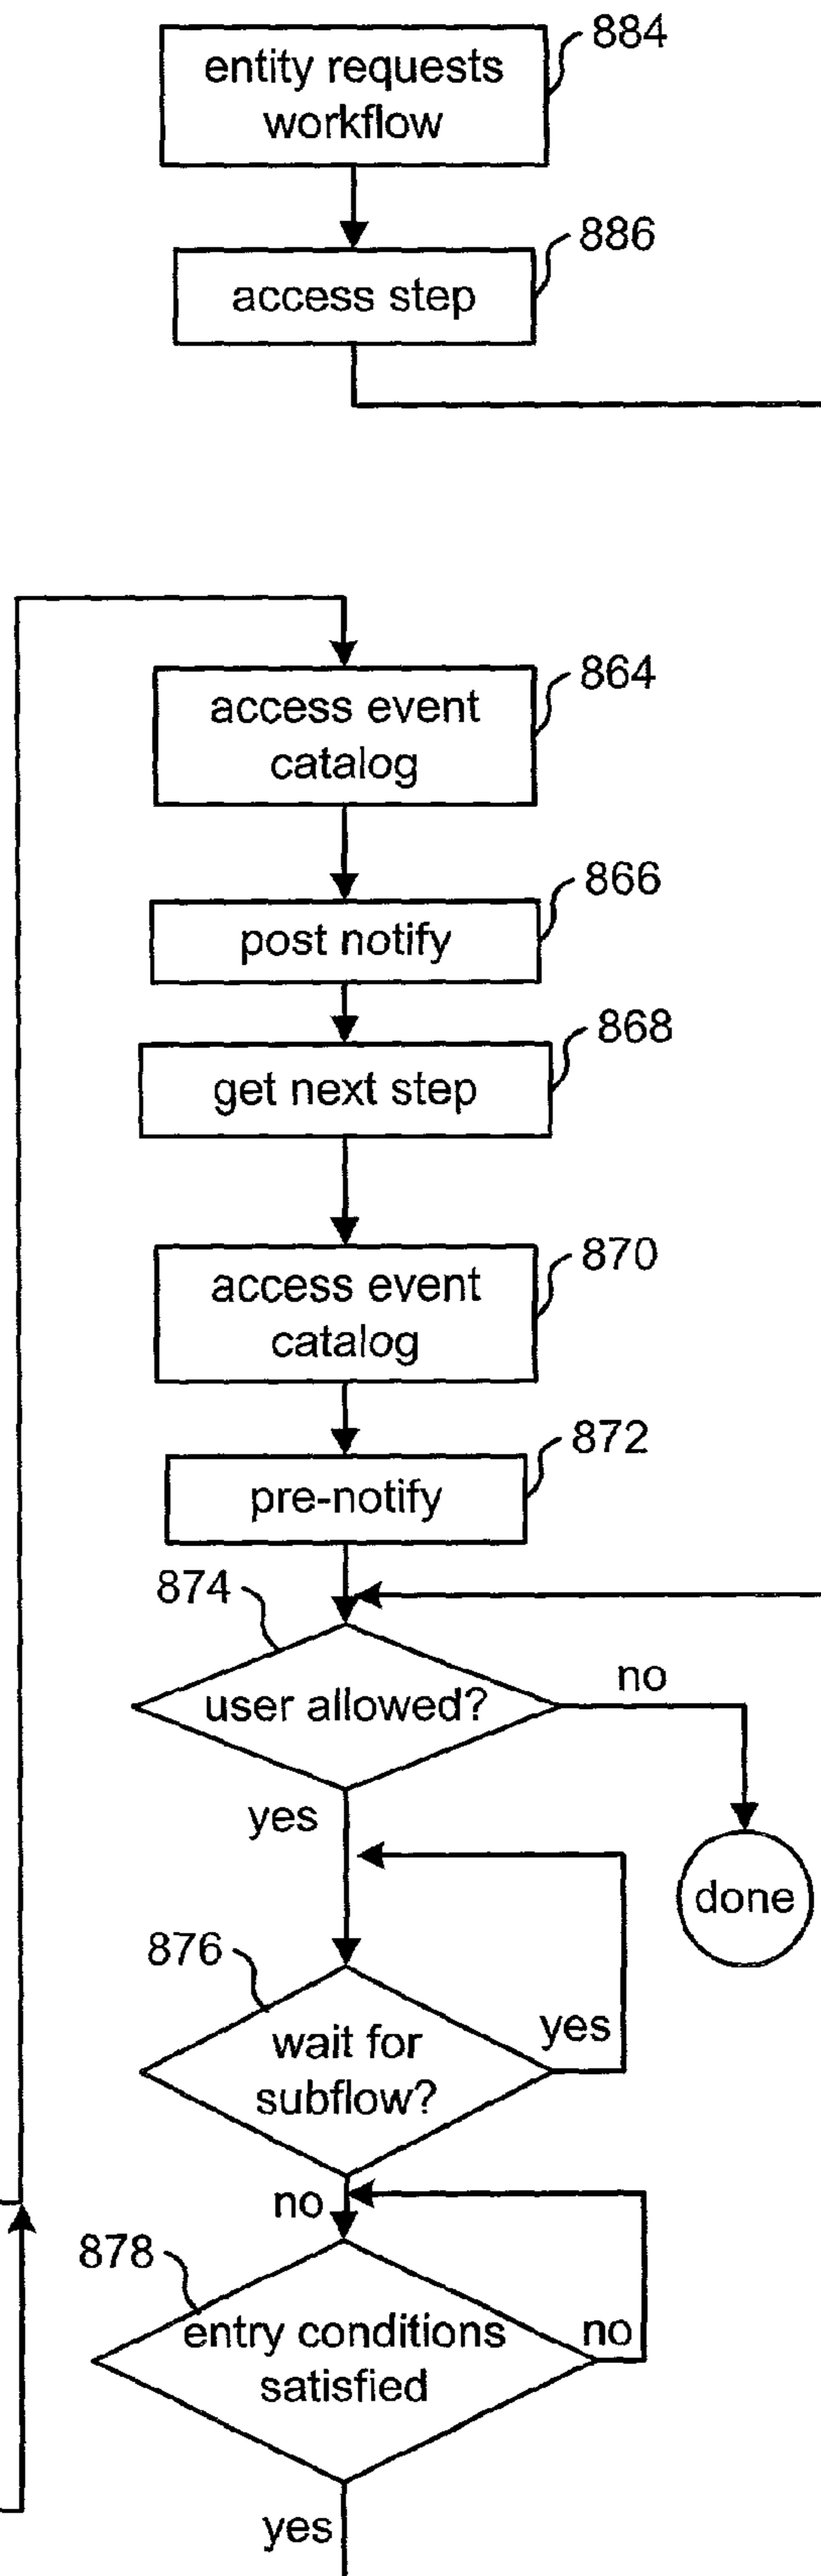 884
entity requests
workflow
886
access step
864
access event
catalog
866
post notify
868
get next step
870
access event
catalog
872
pre-notify
874
user allowed?
no
yes
done
876
wait for
subflow?
yes
no
878
entry conditions
satisfied
no
yes